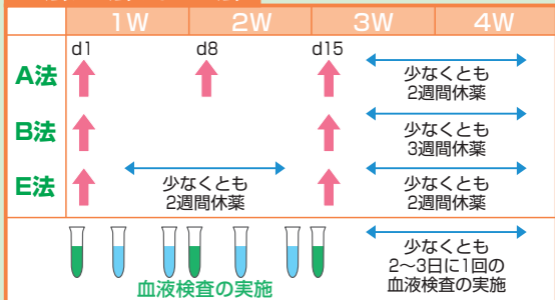 1W 2W 3W 4W
d1 d8 d15
A法
少なくとも
2週間休薬
B法
少なくとも
3週間休薬
E法
少なくとも
2週間休薬
少なくとも
2週間休薬
血液検査の実施
少なくとも
2〜3日に1回の
血液検査の実施